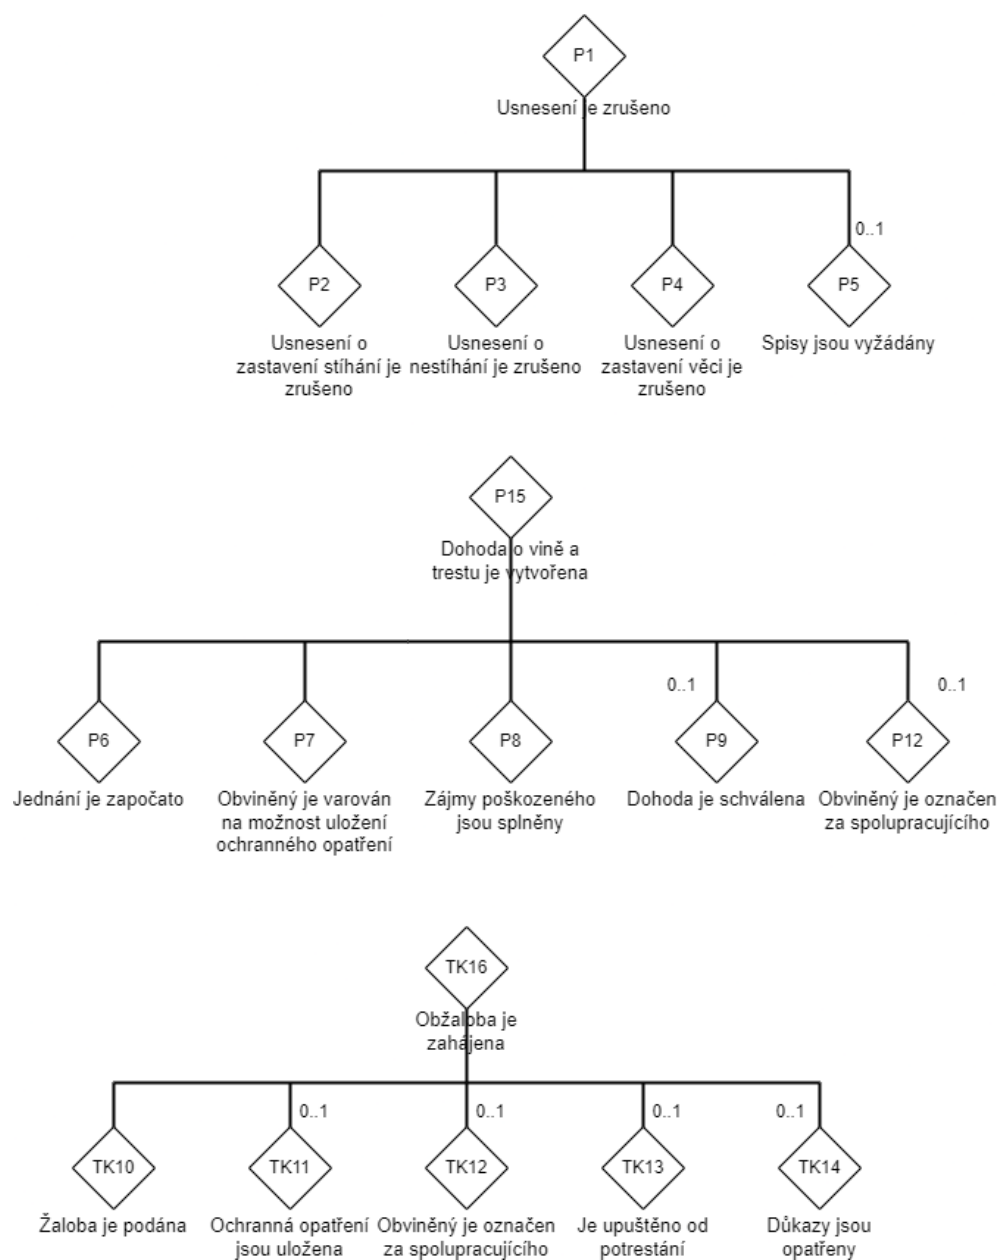 P1
Usnesení je zrušeno
0..1
P2
P3
P4
P5
Usnesení o
zastavení stíhání je
zrušeno
Usnesení o
nestíhání je zrušeno
Usnesení o
zastavení věci je
zrušeno
Spisy jsou vyžádány
P15
Dohoda o vině a
trestu je vytvořena
0..1
0..1
P6
P7
P8
P9
P12
Jednání je započato
Obviněný je varován
na možnost uložení
ochranného opatření
Zájmy poškozeného
jsou splněny
Dohoda je schválena
Obviněný je označen
za spolupracujícího
TK16
Obžaloba je
zahájena
0..1
0..1
0..1
0..1
TK10
TK11
TK12
TK13
TK14
Žaloba je podána
Ochranná opatření
jsou uložena
Obviněný je označen
za spolupracujícího
Je upuštěno od
potrestání
Důkazy jsou
opatřeny